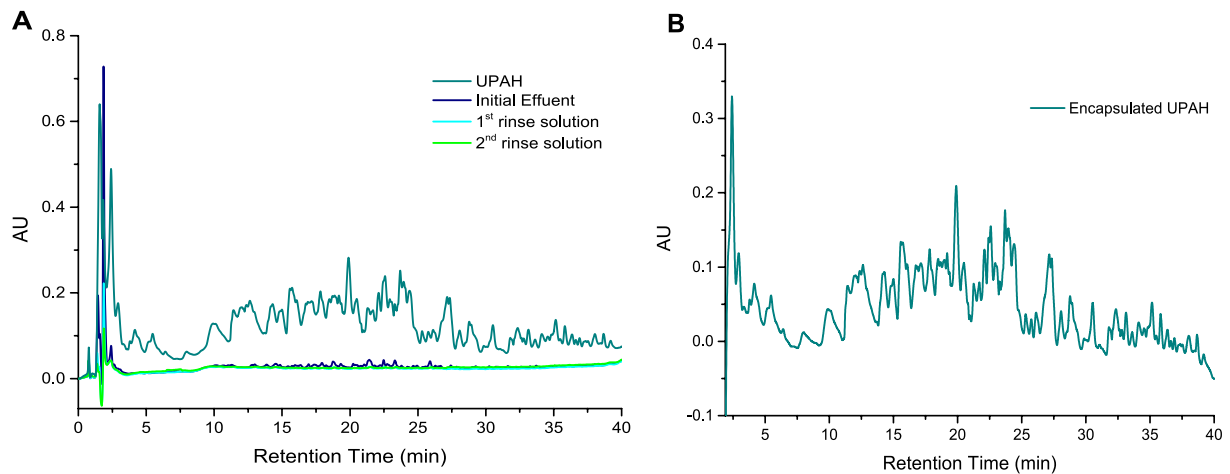 A
0.8
0.6
0.4
0.2
0.0
AU
0
5
10
15
20
25
30
35
40
Retention Time (min)
UPAH
Initial Effuent
1st rinse solution
2nd rinse solution
B
0.4
0.3
0.2
0.1
0.0
-0.1
AU
5
10
15
20
25
30
35
40
Retention Time (min)
Encapsulated UPAH